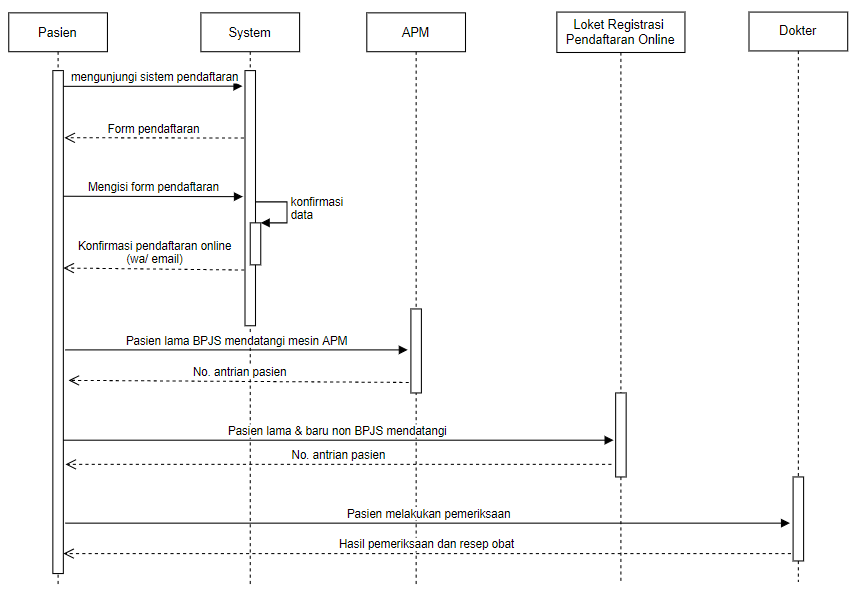 Pasien
System
APM
Loket Registrasi
Pendaftaran Online
Dokter
mengunjungi sistem pendaftaran
Form pendaftaran
Mengisi form pendaftaran
konfirmasi
data
Konfirmasi pendaftaran online
(wa/ email)
Pasien lama BPJS mendatangi mesin APM
No. antrian pasien
Pasien lama & baru non BPJS mendatangi
No. antrian pasien
Pasien melakukan pemeriksaan
Hasil pemeriksaan dan resep obat